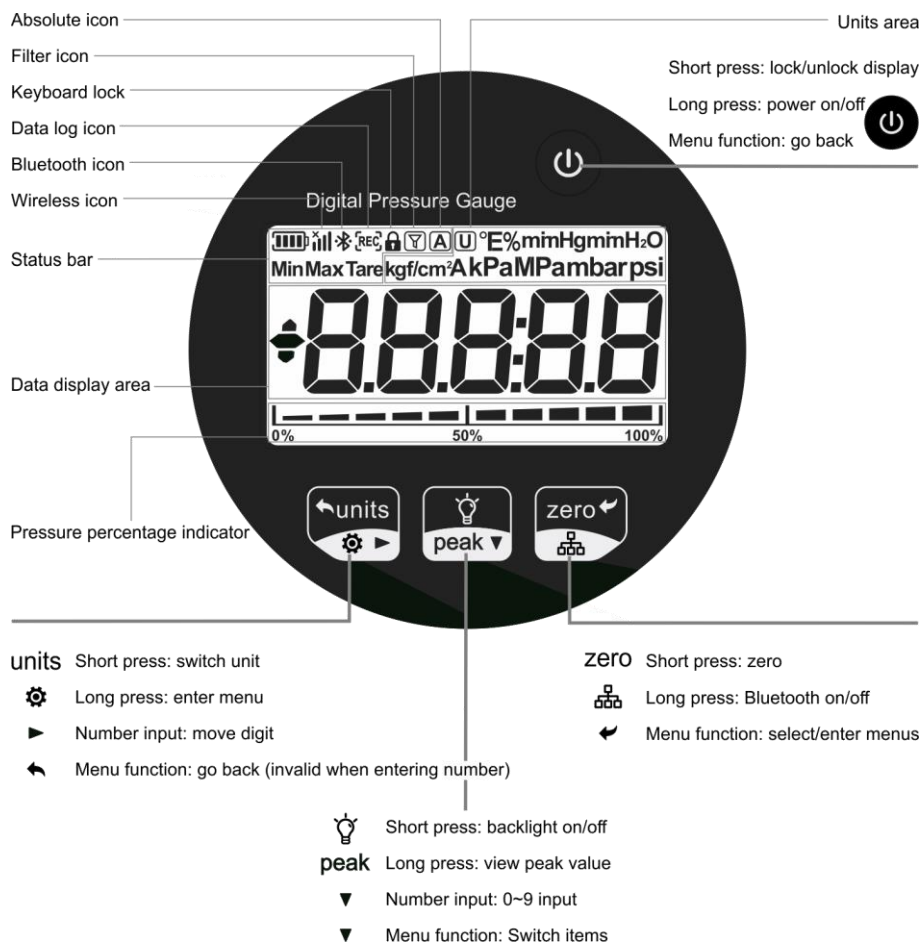 Absolute icon
Filter icon
Keyboard lock
Data log icon
Bluetooth icon
Wireless icon
Status bar
Data display area
Pressure percentage indicator
Units area
Short press: lock/unlock display
Long press: power on/off
Menu function: go back
Digital Pressure Gauge
REC A U °E%mmHgmmH₂O
MinMaxTarekgf/cm²AkPaMPambarpsi
8.8.8:8.8
0% 50% 100%
units
peak
zero
units Short press: switch unit
Long press: enter menu
Number input: move digit
Menu function: go back (invalid when entering number)
zero Short press: zero
Long press: Bluetooth on/off
Menu function: select/enter menus
Short press: backlight on/off
peak Long press: view peak value
Number input: 0~9 input
Menu function: Switch items